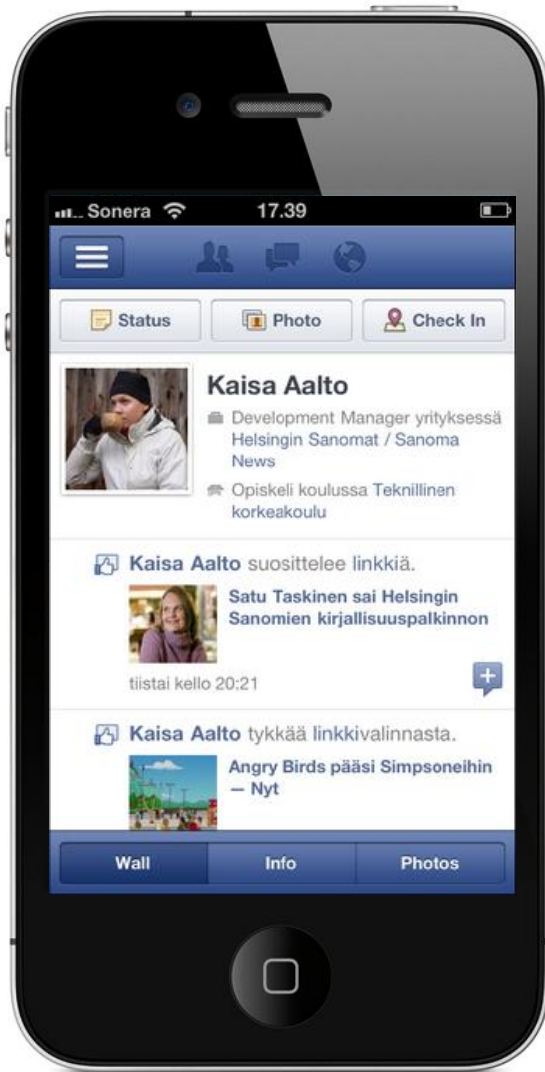 Sonera 17.39
Status Photo Check In
Kaisa Aalto
Development Manager yrityksessä
Helsingin Sanomat / Sanoma
News
Opiskeli koulussa Teknillinen
korkeakoulu
Kaisa Aalto suosittelee linkkiä.
Satu Taskinen sai Helsingin
Sanomien kirjallisuuspalkinnon
tiistai kello 20:21
Kaisa Aalto tykkää linkkivalinnasta.
Angry Birds pääsi Simpsoneihin
— Nyt
Wall Info Photos